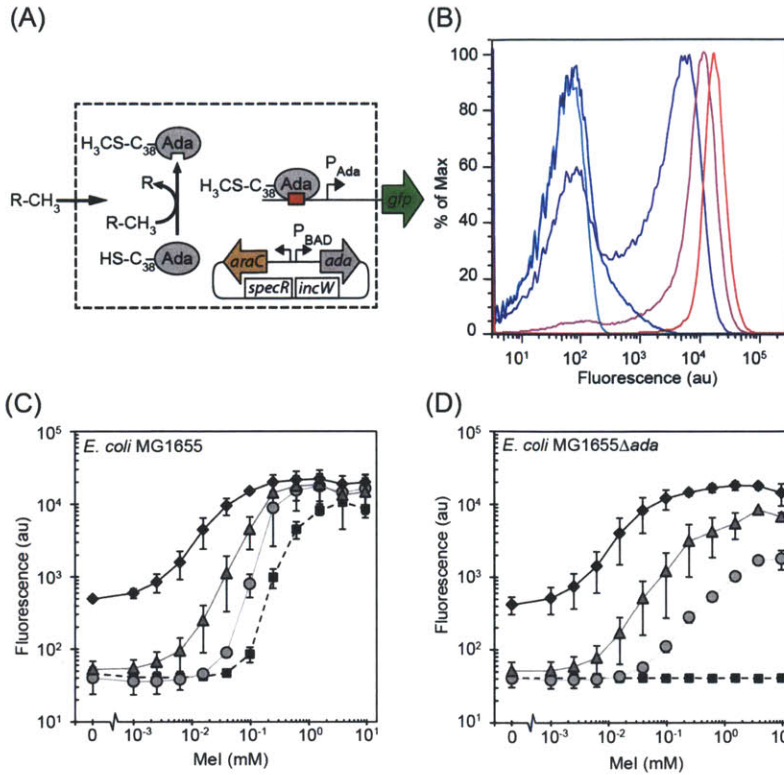 (A)
H₃CS-C₃₈ Ada
R
R-CH₃
R-CH₃
HS-C₃₈ Ada
H₃CS-C₃₈ Ada
P_Ada
gfp
P_BAD
araC
ada
specR
incW
(B)
% of Max
100
80
60
40
20
0
10¹ 10² 10³ 10⁴ 10⁵
Fluorescence (au)
(C)
E. coli MG1655
Fluorescence (au)
10⁵
10⁴
10³
10²
10¹
0 10⁻³ 10⁻² 10⁻¹ 10⁰ 10¹
MeI (mM)
(D)
E. coli MG1655Δada
Fluorescence (au)
10⁵
10⁴
10³
10²
10¹
0 10⁻³ 10⁻² 10⁻¹ 10⁰
MeI (mM)